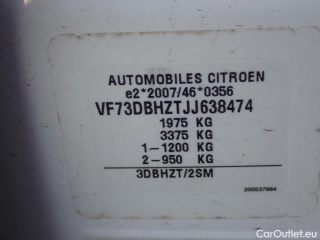 AUTOMOBILES CITROEN
e2*2007/46*0356
VF73DBHZTJJ638474
1975 KG
3375 KG
1-1200 KG
2-950 KG
3DBHZT/2SM
200537984
CarOutlet.eu